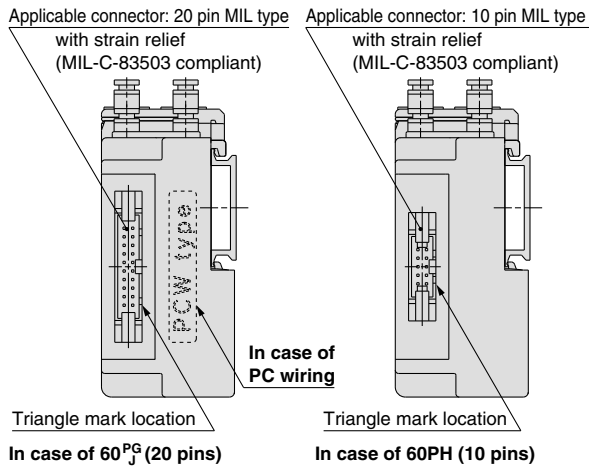 Applicable connector: 20 pin MIL type
with strain relief
(MIL-C-83503 compliant)
PCW type
In case of
PC wiring
Triangle mark location
In case of 60PG/J (20 pins)
Applicable connector: 10 pin MIL type
with strain relief
(MIL-C-83503 compliant)
Triangle mark location
In case of 60PH (10 pins)